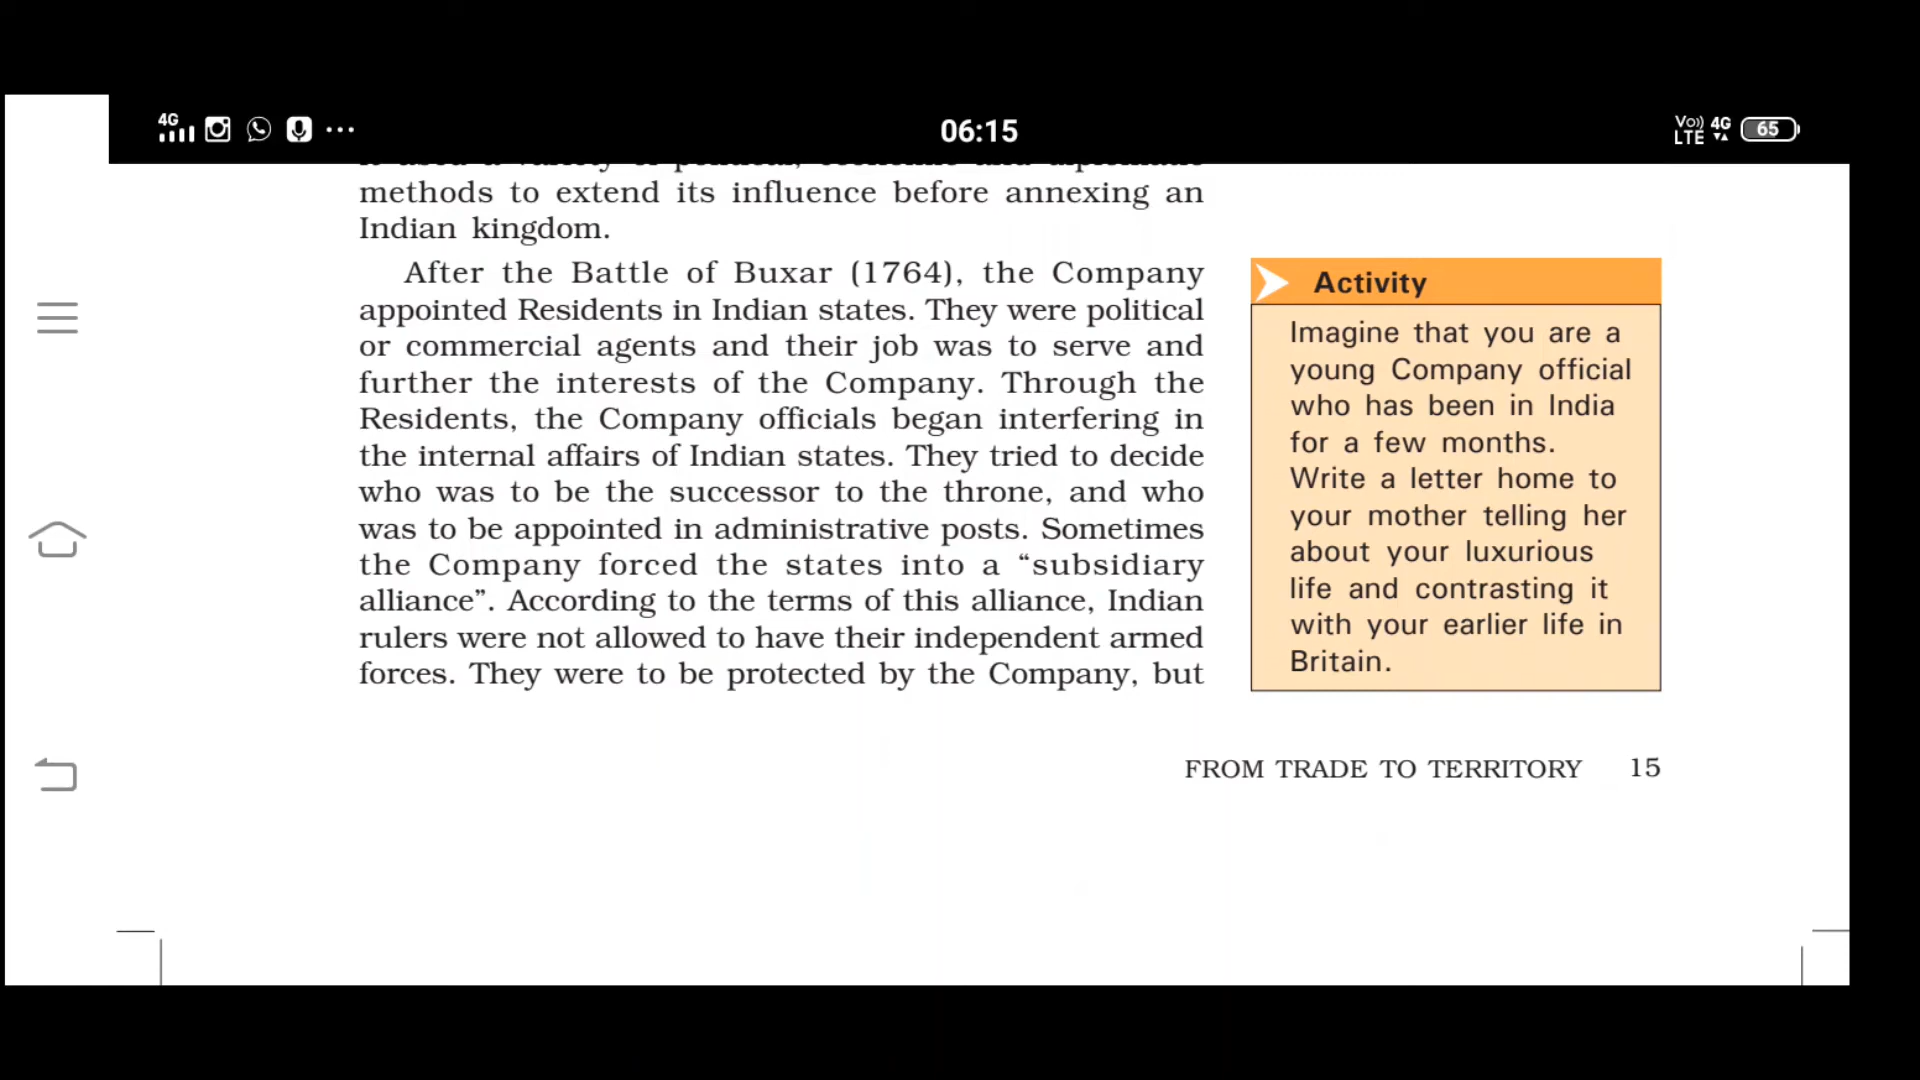 4G
06:15
Vo))
LTE
4G
65
methods to extend its influence before annexing an
Indian kingdom.
After the Battle of Buxar (1764), the Company
appointed Residents in Indian states. They were political
or commercial agents and their job was to serve and
further the interests of the Company. Through the
Residents, the Company officials began interfering in
the internal affairs of Indian states. They tried to decide
who was to be the successor to the throne, and who
was to be appointed in administrative posts. Sometimes
the Company forced the states into a “subsidiary
alliance”. According to the terms of this alliance, Indian
rulers were not allowed to have their independent armed
forces. They were to be protected by the Company, but
Activity
Imagine that you are a
young Company official
who has been in India
for a few months.
Write a letter home to
your mother telling her
about your luxurious
life and contrasting it
with your earlier life in
Britain.
FROM TRADE TO TERRITORY 15